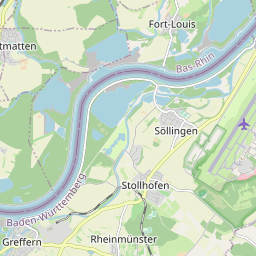 Fort-Louis
tmatten
Bas-Rhin
Söllingen
Baden-Württemberg
Stollhofen
Greffern
Rheinmünster